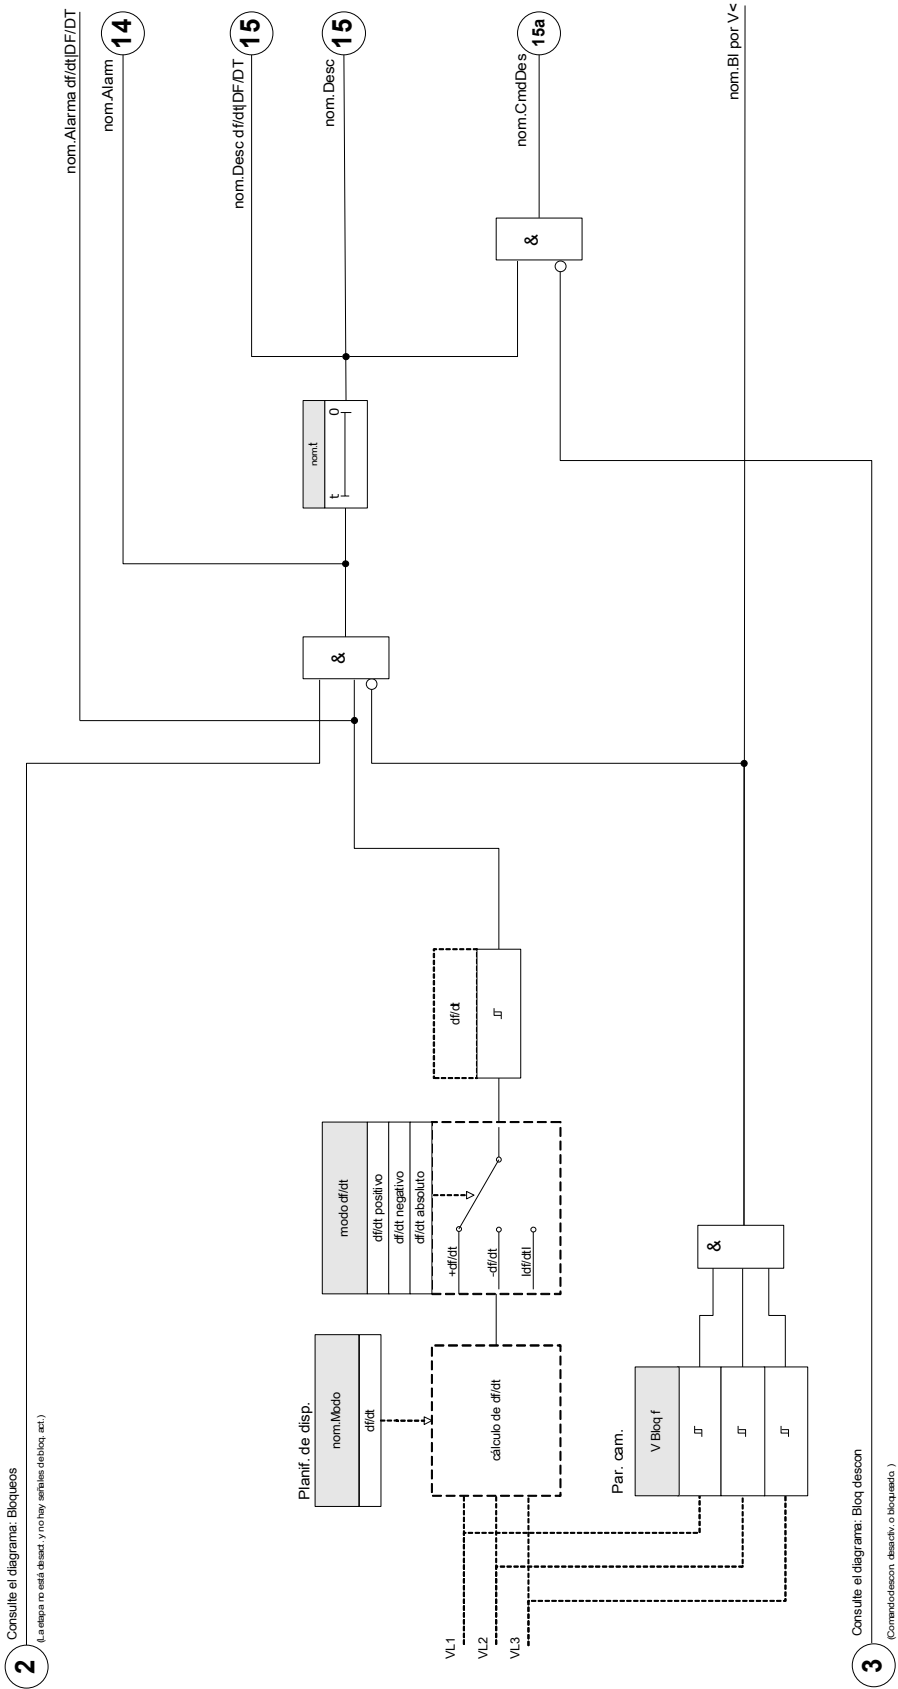 2
Consulte el diagrama: Bloqueos
(La etapa no está desact. y no hay señales de bloq. act.)
nom.Alarma df/dt|DF/DT
nom.Alarm
14
nom.Desc df/dt|DF/DT
15
nom.Desc
15
nom.CmdDes
15a
nom.Bl por V<
Planif. de disp.
nom.Modo
df/dt
cálculo de df/dt
modo df/dt
df/dt positivo
df/dt negativo
df/dt absoluto
+df/dt
-df/dt
|df/dt|
df/dt
&
nom.t
t
0
&
VL1
VL2
VL3
Par. cam.
V Bloq f
&
3
Consulte el diagrama: Bloq descon
(Comando descon. desactiv. o bloqueado. )